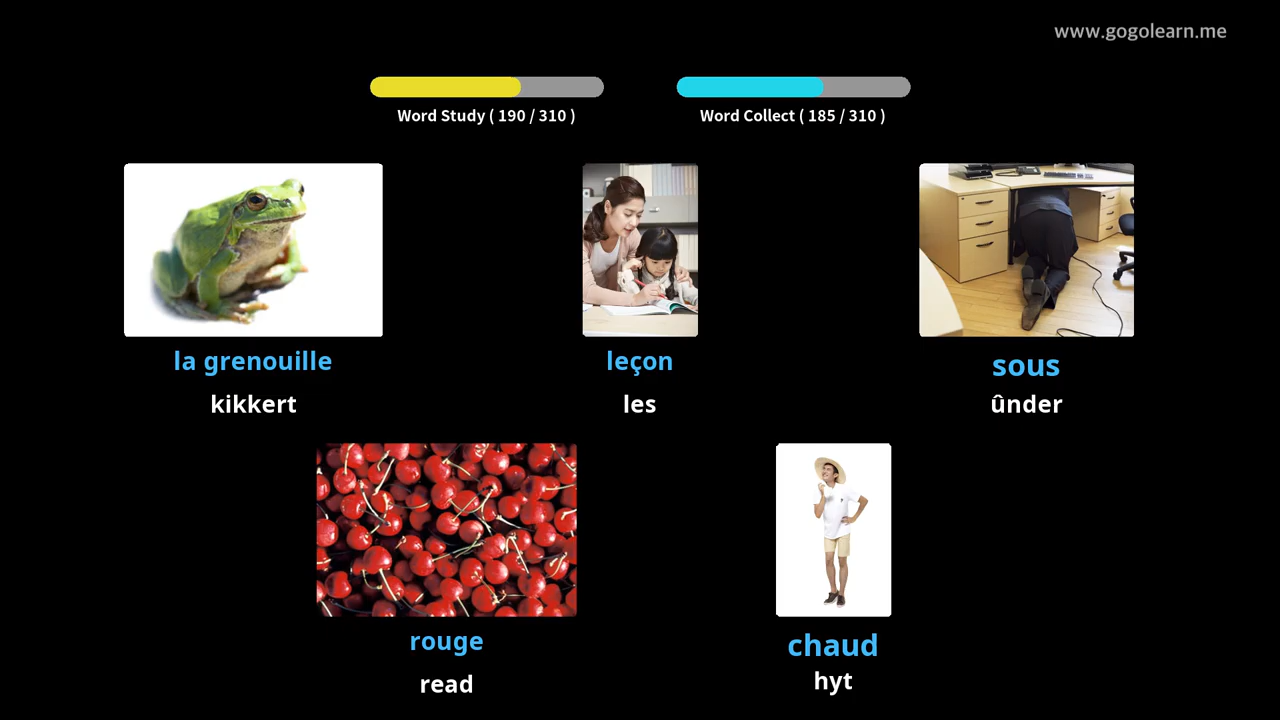 www.gogolearn.me
Word Study ( 190 / 310 )
Word Collect ( 185 / 310 )
la grenouille
leçon
sous
kikkert
les
ûnder
rouge
chaud
read
hyt